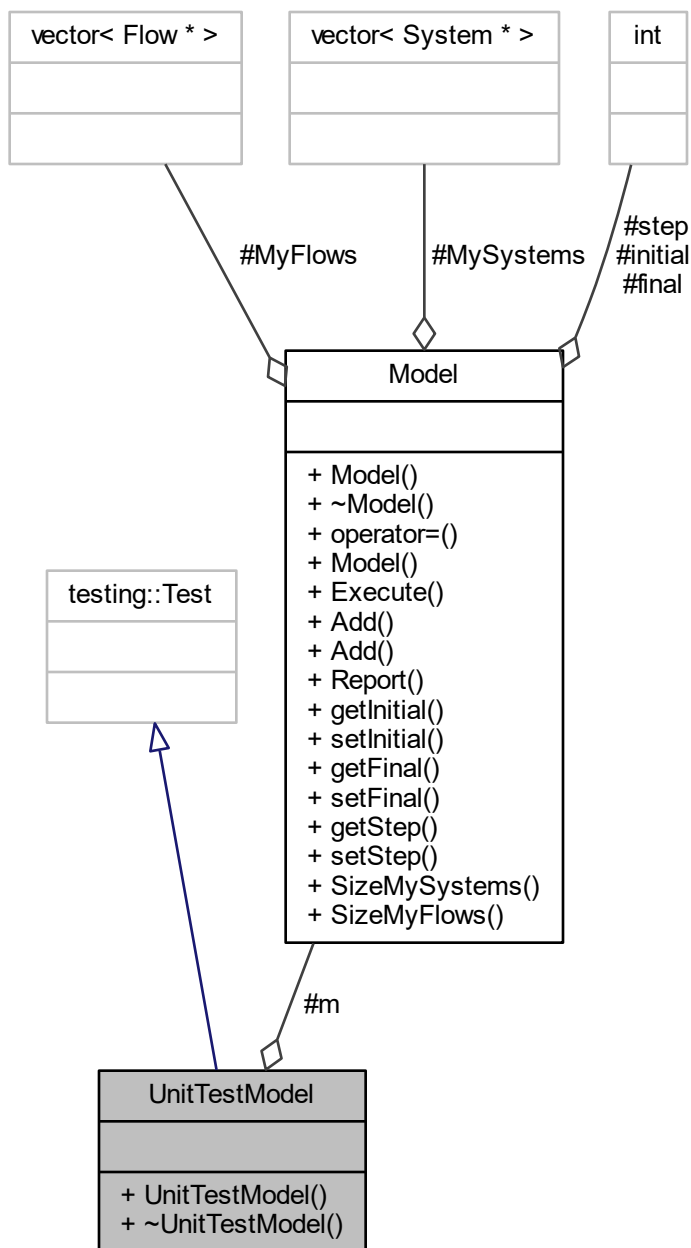 vector< Flow * >
vector< System * >
int
#MyFlows
#MySystems
#step
#initial
#final
Model
+ Model()
+ ~Model()
+ operator=()
+ Model()
+ Execute()
+ Add()
+ Add()
+ Report()
+ getInitial()
+ setInitial()
+ getFinal()
+ setFinal()
+ getStep()
+ setStep()
+ SizeMySystems()
+ SizeMyFlows()
testing::Test
#m
UnitTestModel
+ UnitTestModel()
+ ~UnitTestModel()